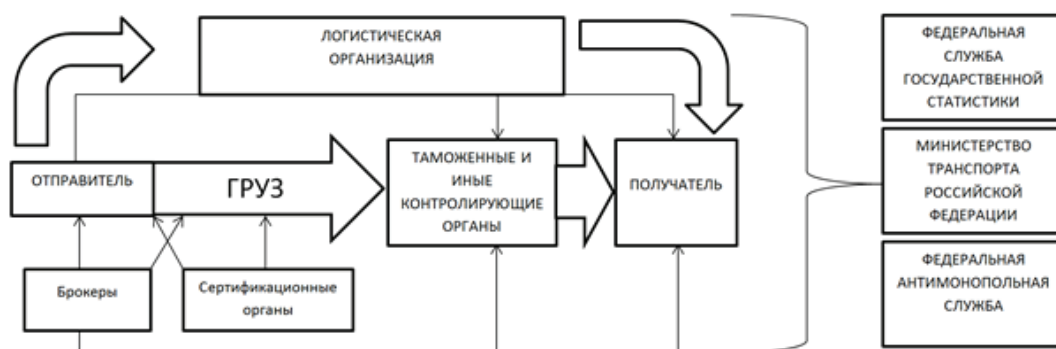 ЛОГИСТИЧЕСКАЯ
ОРГАНИЗАЦИЯ
ОТПРАВИТЕЛЬ
ГРУЗ
ТАМОЖЕННЫЕ И
ИНЫЕ
КОНТРОЛИРУЮЩИЕ
ОРГАНЫ
ПОЛУЧАТЕЛЬ
Брокеры
Сертификационные
органы
ФЕДЕРАЛЬНАЯ
СЛУЖБА
ГОСУДАРСТВЕННОЙ
СТАТИСТИКИ
МИНИСТЕРСТВО
ТРАНСПОРТА
РОССИЙСКОЙ
ФЕДЕРАЦИИ
ФЕДЕРАЛЬНАЯ
АНТИМОНОПОЛЬНАЯ
СЛУЖБА